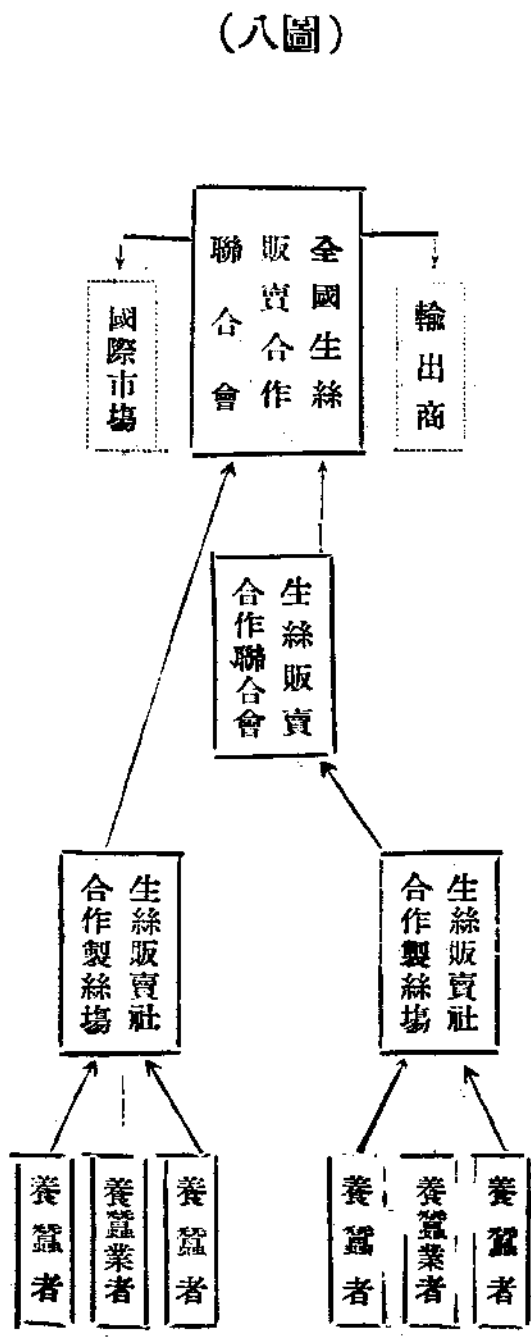 (八圖)
輸出商
全國生絲
販賣合作
聯合會
國際市塲
生絲販賣
合作聯合會
生絲販賣社
合作製絲塲
生絲販賣社
合作製絲塲
養蠶者
養蠶業者
養蠶者
養蠶者
養蠶業者
養蠶者